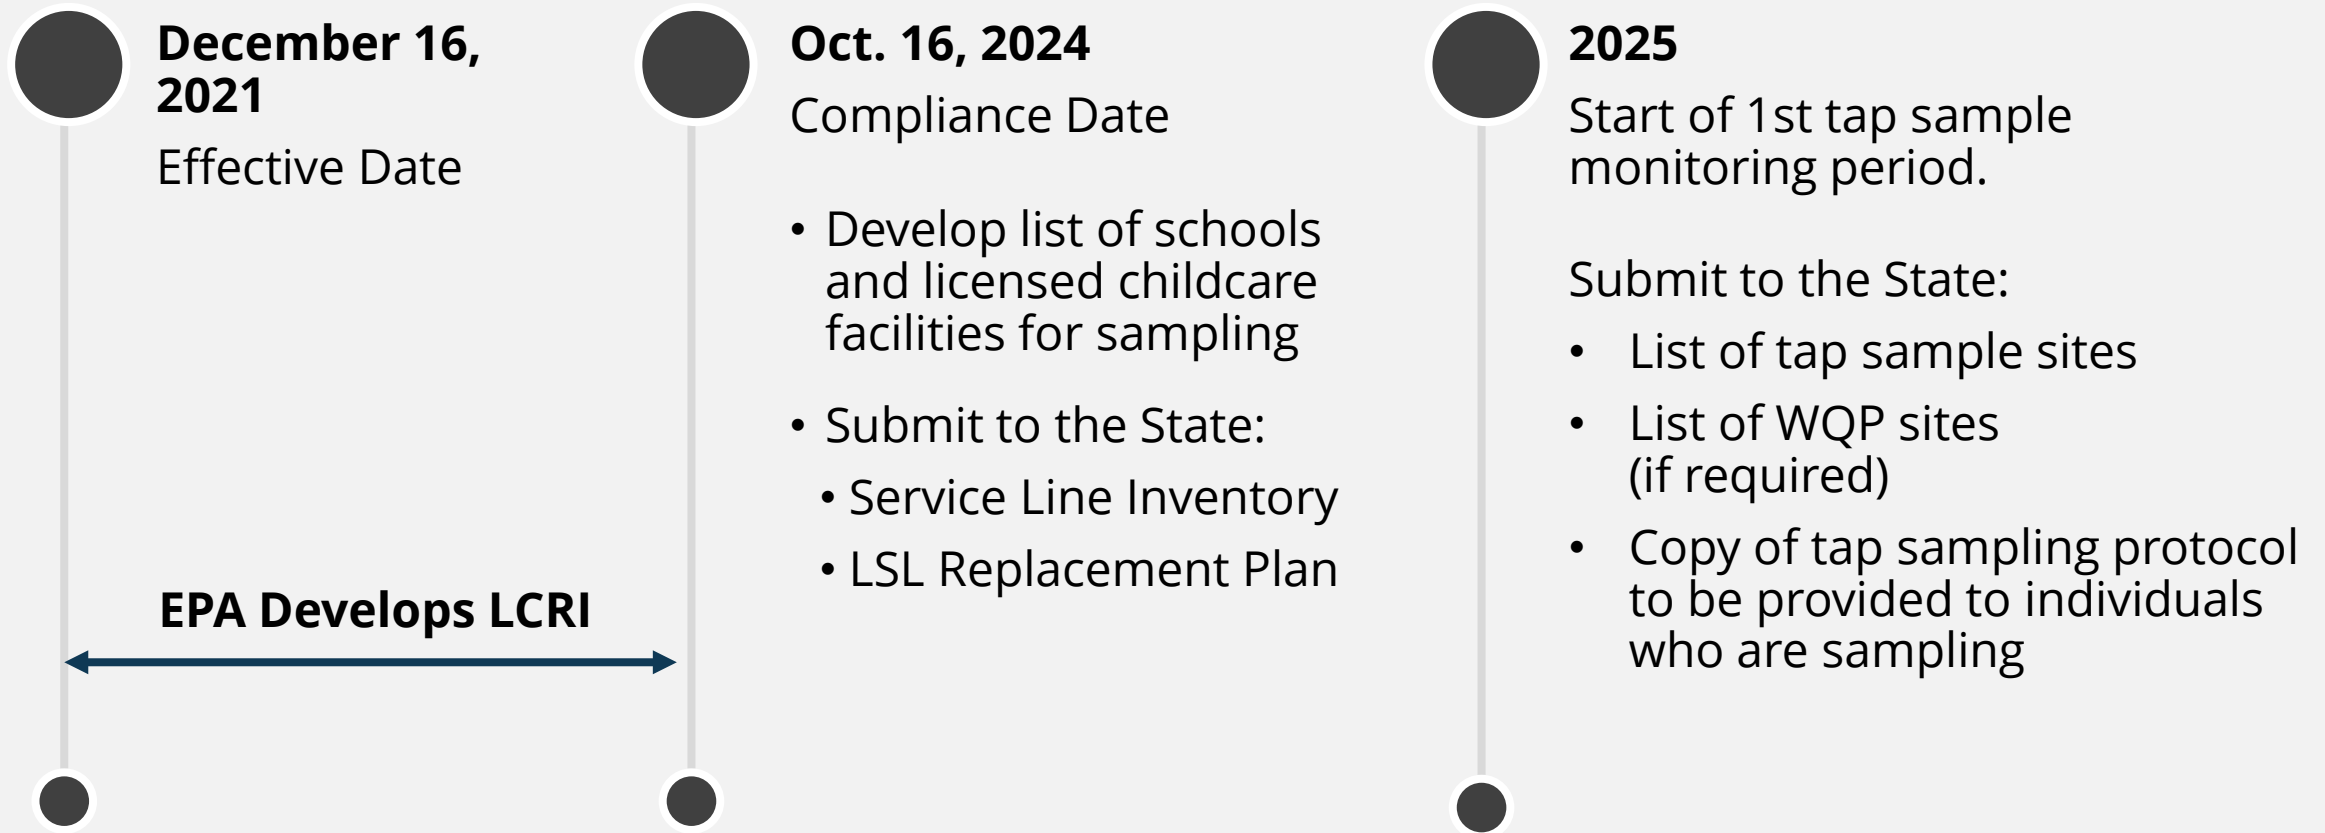 December 16,
2021
Effective Date
EPA Develops LCRI
Oct. 16, 2024
Compliance Date
• Develop list of schools
and licensed childcare
facilities for sampling
• Submit to the State:
• Service Line Inventory
• LSL Replacement Plan
2025
Start of 1st tap sample
monitoring period.
Submit to the State:
• List of tap sample sites
• List of WQP sites
(if required)
• Copy of tap sampling protocol
to be provided to individuals
who are sampling